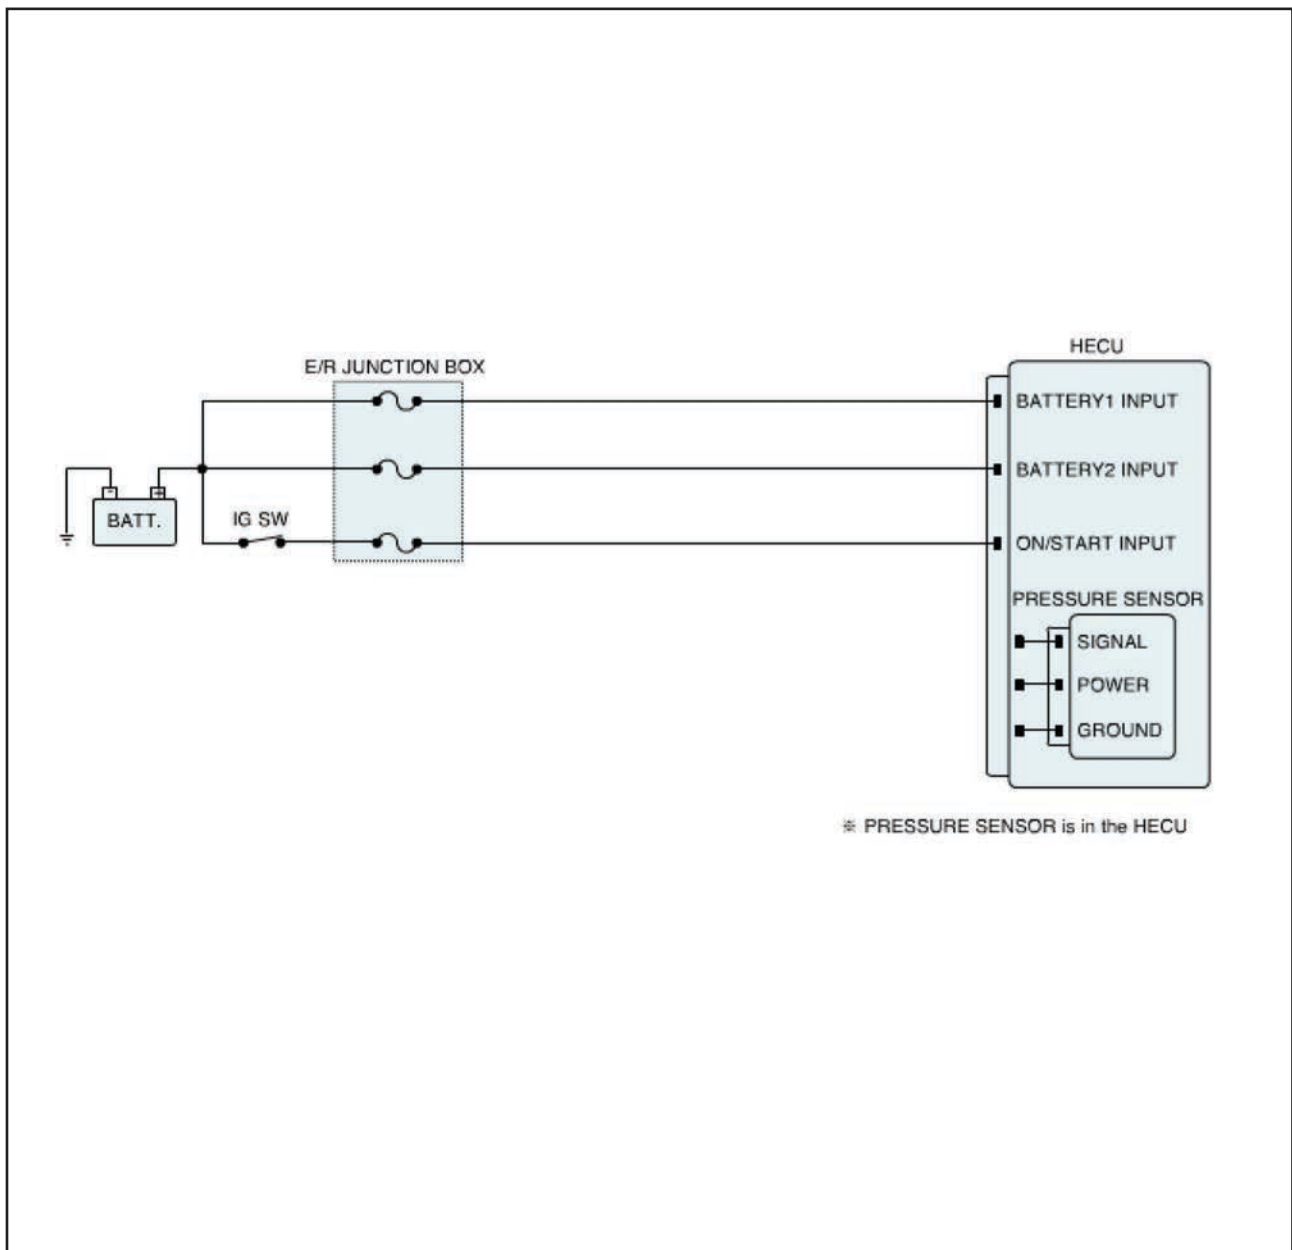 HECU
E/R JUNCTION BOX
BATTERY1 INPUT
BATTERY2 INPUT
- +
BATT.
IG SW
ON/START INPUT
PRESSURE SENSOR
SIGNAL
POWER
GROUND
※ PRESSURE SENSOR is in the HECU